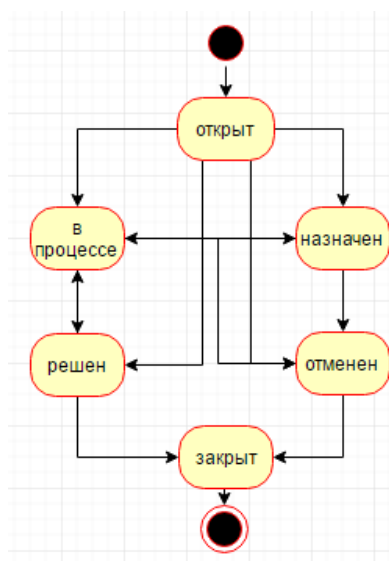 открыт
в
процессе
назначен
решен
отменен
закрыт